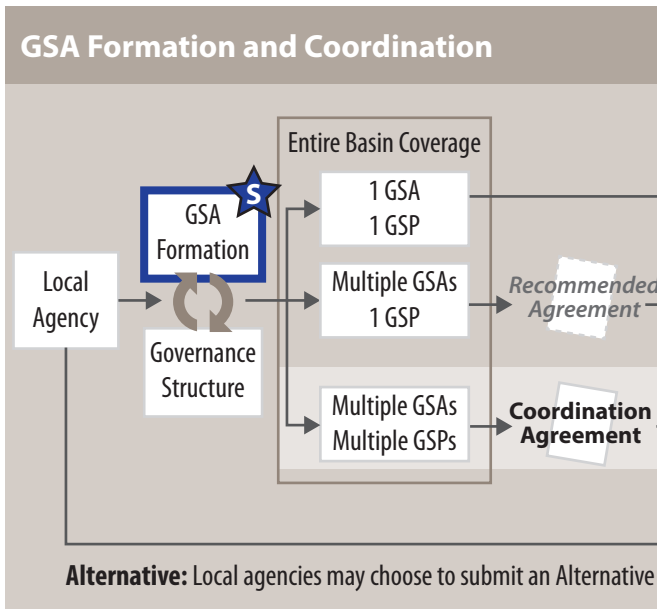 GSA Formation and Coordination
Entire Basin Coverage
S
GSA
Formation
1 GSA
1 GSP
Local
Agency
Multiple GSAs
1 GSP
Recommended
Agreement
Governance
Structure
Multiple GSAs
Multiple GSPs
Coordination
Agreement
Alternative: Local agencies may choose to submit an Alternative